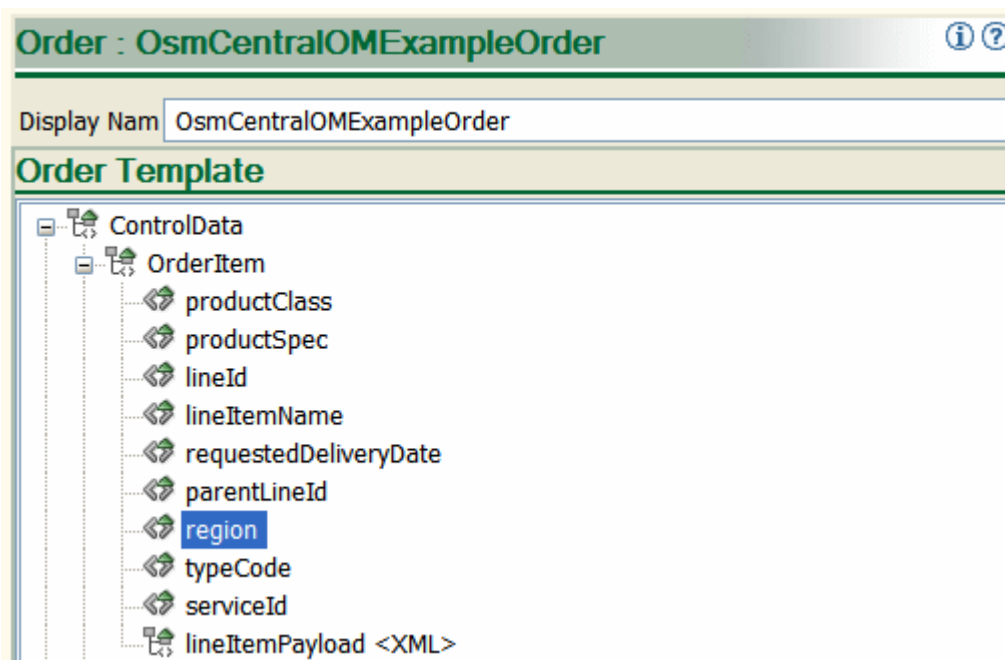 Order : OsmCentralOMExampleOrder
Display Nam OsmCentralOMExampleOrder
Order Template
ControlData
OrderItem
productClass
productSpec
lineId
lineItemName
requestedDeliveryDate
parentLineId
region
typeCode
serviceId
lineItemPayload <XML>